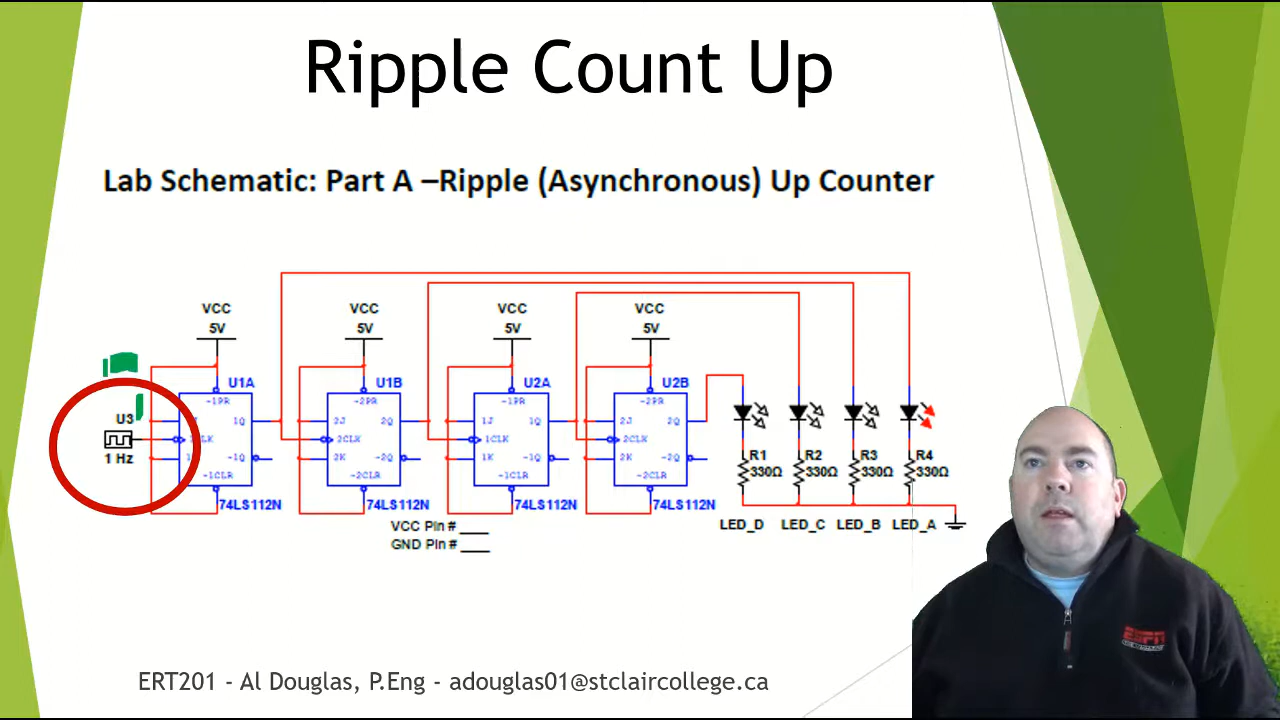 Ripple Count Up
Lab Schematic: Part A –Ripple (Asynchronous) Up Counter
VCC VCC VCC VCC
5V 5V 5V 5V
U1A U1B U2A U2B
~1PR ~2PR ~1PR ~2PR
1Q 2J 2Q 1J 1Q 2J 2Q
U3
2CLK 1CLK 2CLK
1 Hz
~1Q 2K ~2Q 1K ~1Q 2K ~2Q
~1CLR ~2CLR ~1CLR ~2CLR
74LS112N 74LS112N 74LS112N 74LS112N
R1 R2 R3 R4
330Ω 330Ω 330Ω 330Ω
LED_D LED_C LED_B LED_A
VCC Pin # ___
GND Pin # ___
ESPN
ERT201 - Al Douglas, P.Eng - adouglas01@stclaircollege.ca